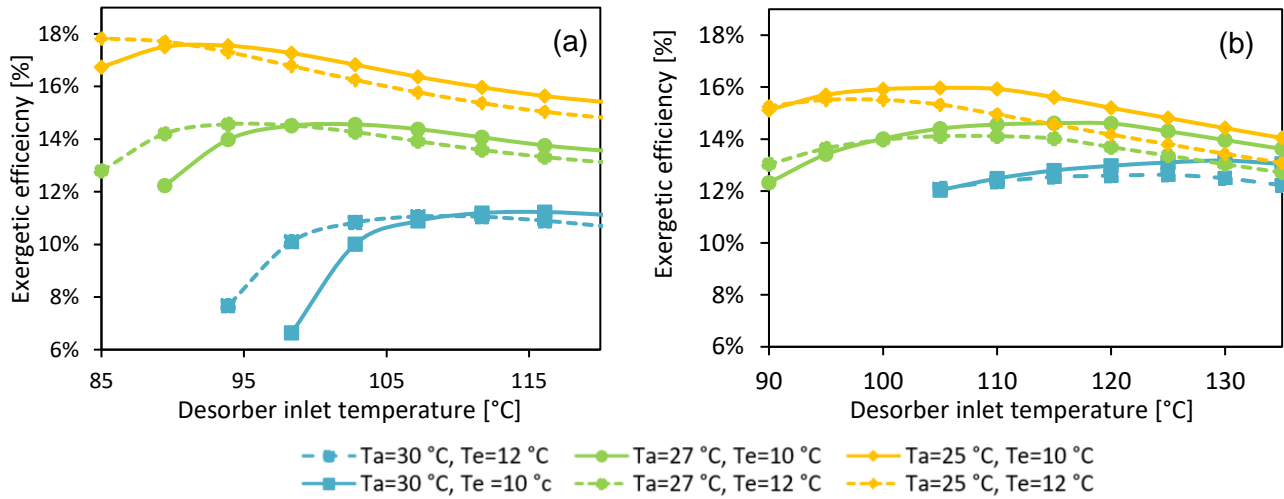 (a)
Exergetic efficieicny [%]
18%
16%
14%
12%
10%
8%
6%
85 95 105 115
Desorber inlet temperature [°C]
(b)
Exergetic efficiency [%]
18%
16%
14%
12%
10%
8%
6%
90 100 110 120 130
Desorber inlet temperature [°C]
Ta=30 °C, Te=12 °C Ta=27 °C, Te=10 °C Ta=25 °C, Te=10 °C
Ta=30 °C, Te =10 °c Ta=27 °C, Te=12 °C Ta=25 °C, Te=12 °C